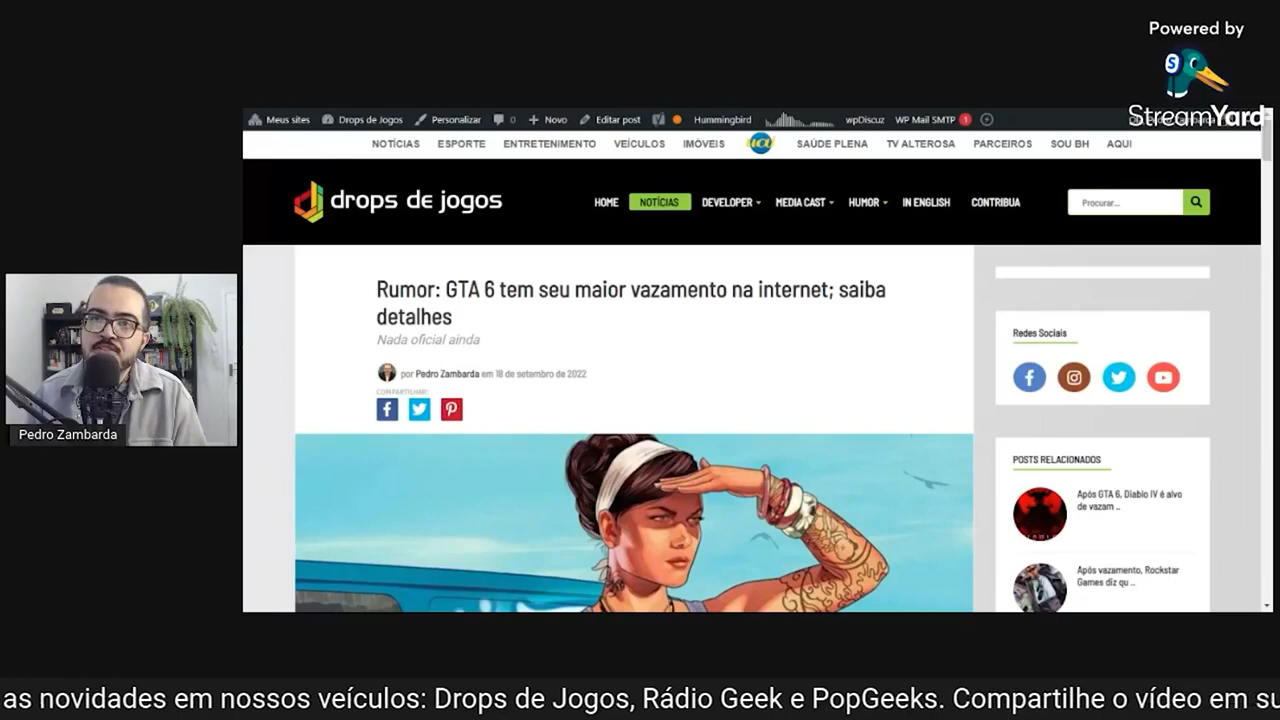 Powered by
StreamYard
Meus sites Drops de Jogos Personalizar 0 Novo Editar post Hummingbird wpDiscuz WP Mail SMTP 1
NOTÍCIAS ESPORTE ENTRETENIMENTO VEÍCULOS IMÓVEIS UAI SAÚDE PLENA TV ALTEROSA PARCEIROS SOU BH AQUI
drops de jogos HOME NOTÍCIAS DEVELOPER MEDIA CAST HUMOR IN ENGLISH CONTRIBUA Procurar...
Rumor: GTA 6 tem seu maior vazamento na internet; saiba
detalhes
Nada oficial ainda
por Pedro Zambarda em 18 de setembro de 2022
COMPARTILHAR:
Redes Sociais
POSTS RELACIONADOS
Após GTA 6, Diablo IV é alvo
de vazam ..
Após vazamento, Rockstar
Games diz qu ..
Pedro Zambarda
as novidades em nossos veículos: Drops de Jogos, Rádio Geek e PopGeeks. Compartilhe o vídeo em su